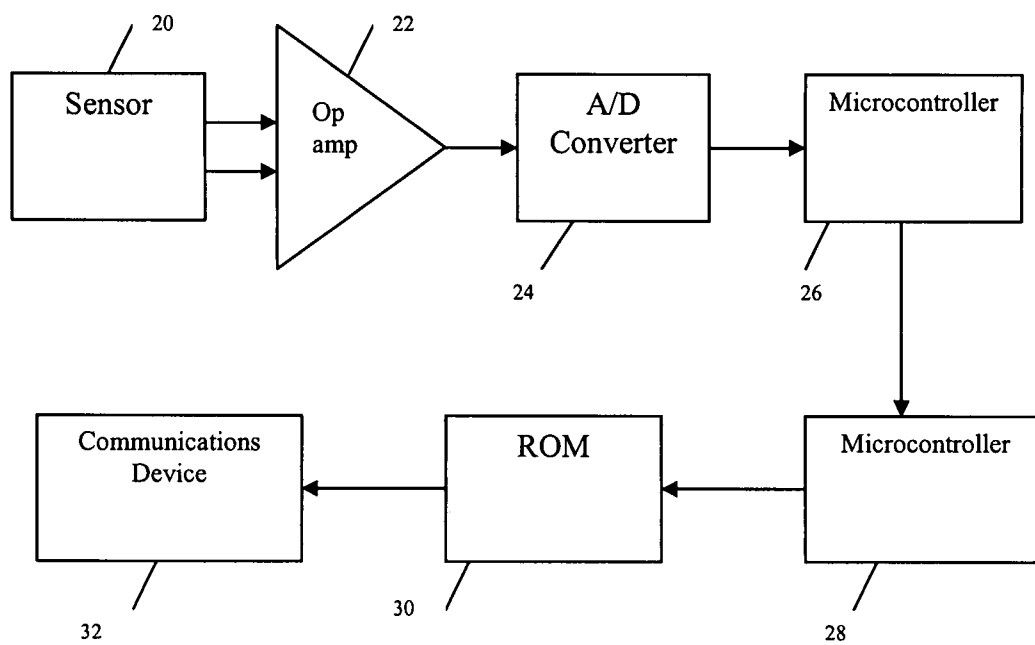 20
22
Sensor
Op
amp
A/D
Converter
Microcontroller
24
26
Communications
Device
ROM
Microcontroller
32
30
28